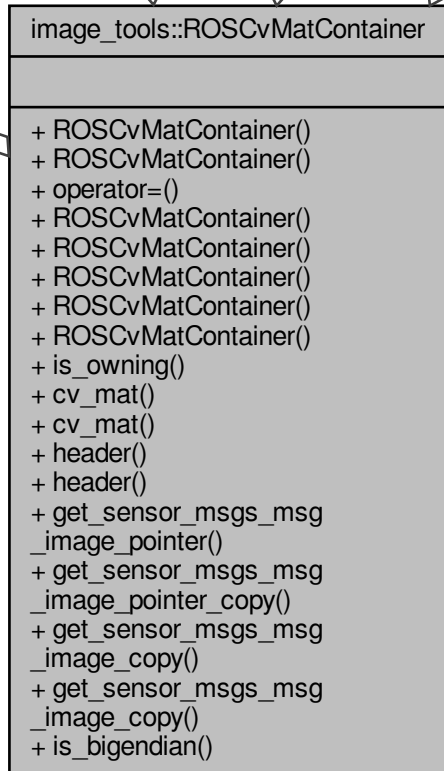 image_tools::ROSCvMatContainer
+ ROSCvMatContainer()
+ ROSCvMatContainer()
+ operator=()
+ ROSCvMatContainer()
+ ROSCvMatContainer()
+ ROSCvMatContainer()
+ ROSCvMatContainer()
+ ROSCvMatContainer()
+ is_owning()
+ cv_mat()
+ cv_mat()
+ header()
+ header()
+ get_sensor_msgs_msg
_image_pointer()
+ get_sensor_msgs_msg
_image_pointer_copy()
+ get_sensor_msgs_msg
_image_copy()
+ get_sensor_msgs_msg
_image_copy()
+ is_bigendian()